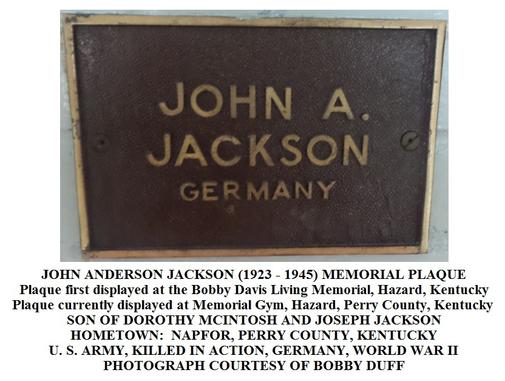 JOHN A.
JACKSON
GERMANY
JOHN ANDERSON JACKSON (1923 - 1945) MEMORIAL PLAQUE
Plaque first displayed at the Bobby Davis Living Memorial, Hazard, Kentucky
Plaque currently displayed at Memorial Gym, Hazard, Perry County, Kentucky
SON OF DOROTHY MCINTOSH AND JOSEPH JACKSON
HOMETOWN:  NAPFOR, PERRY COUNTY, KENTUCKY
U. S. ARMY, KILLED IN ACTION, GERMANY, WORLD WAR II
PHOTOGRAPH COURTESY OF BOBBY DUFF